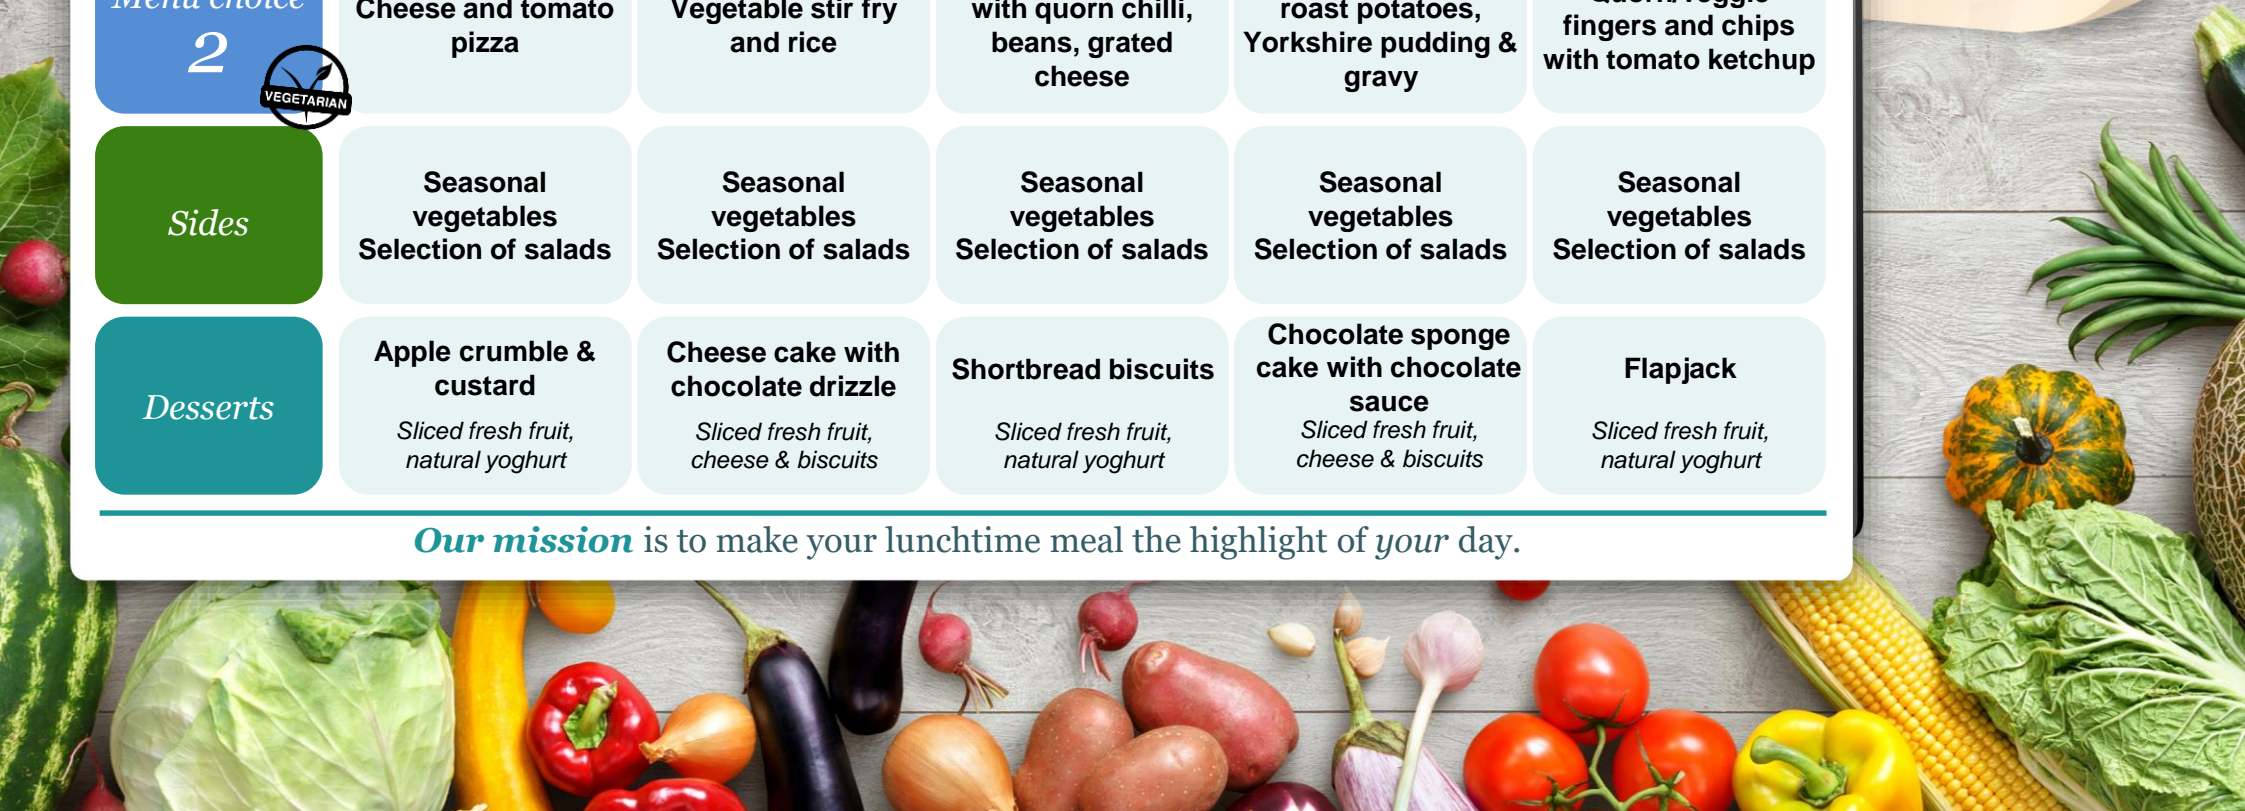 Menu choice
2
VEGETARIAN
Cheese and tomato
pizza
Vegetable stir fry
and rice
with quorn chilli,
beans, grated
cheese
roast potatoes,
Yorkshire pudding &
gravy
Quorn/veggie
fingers and chips
with tomato ketchup
Sides
Seasonal
vegetables
Selection of salads
Seasonal
vegetables
Selection of salads
Seasonal
vegetables
Selection of salads
Seasonal
vegetables
Selection of salads
Seasonal
vegetables
Selection of salads
Desserts
Apple crumble &
custard
Sliced fresh fruit,
natural yoghurt
Cheese cake with
chocolate drizzle
Sliced fresh fruit,
cheese & biscuits
Shortbread biscuits
Sliced fresh fruit,
natural yoghurt
Chocolate sponge
cake with chocolate
sauce
Sliced fresh fruit,
cheese & biscuits
Flapjack
Sliced fresh fruit,
natural yoghurt
Our mission is to make your lunchtime meal the highlight of your day.